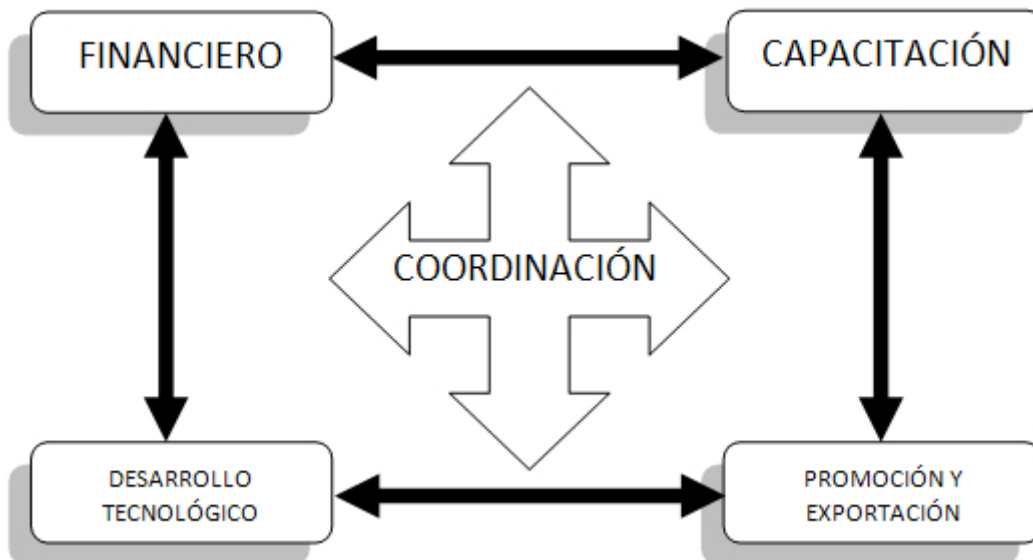 FINANCIERO
CAPACITACIÓN
COORDINACIÓN
DESARROLLO
TECNOLÓGICO
PROMOCIÓN Y
EXPORTACIÓN